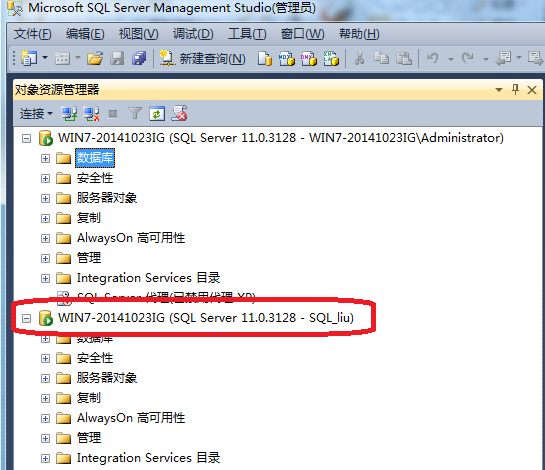 Microsoft SQL Server Management Studio(管理员)
文件(F) 编辑(E) 视图(V) 调试(D) 工具(T) 窗口(W) 帮助(H)
新建查询(N)
对象资源管理器
连接
WIN7-20141023IG (SQL Server 11.0.3128 - WIN7-20141023IG\Administrator)
数据库
安全性
服务器对象
复制
AlwaysOn 高可用性
管理
Integration Services 目录
SQL Server 代理(已禁用代理 XP)
WIN7-20141023IG (SQL Server 11.0.3128 - SQL_liu)
数据库
安全性
服务器对象
复制
AlwaysOn 高可用性
管理
Integration Services 目录